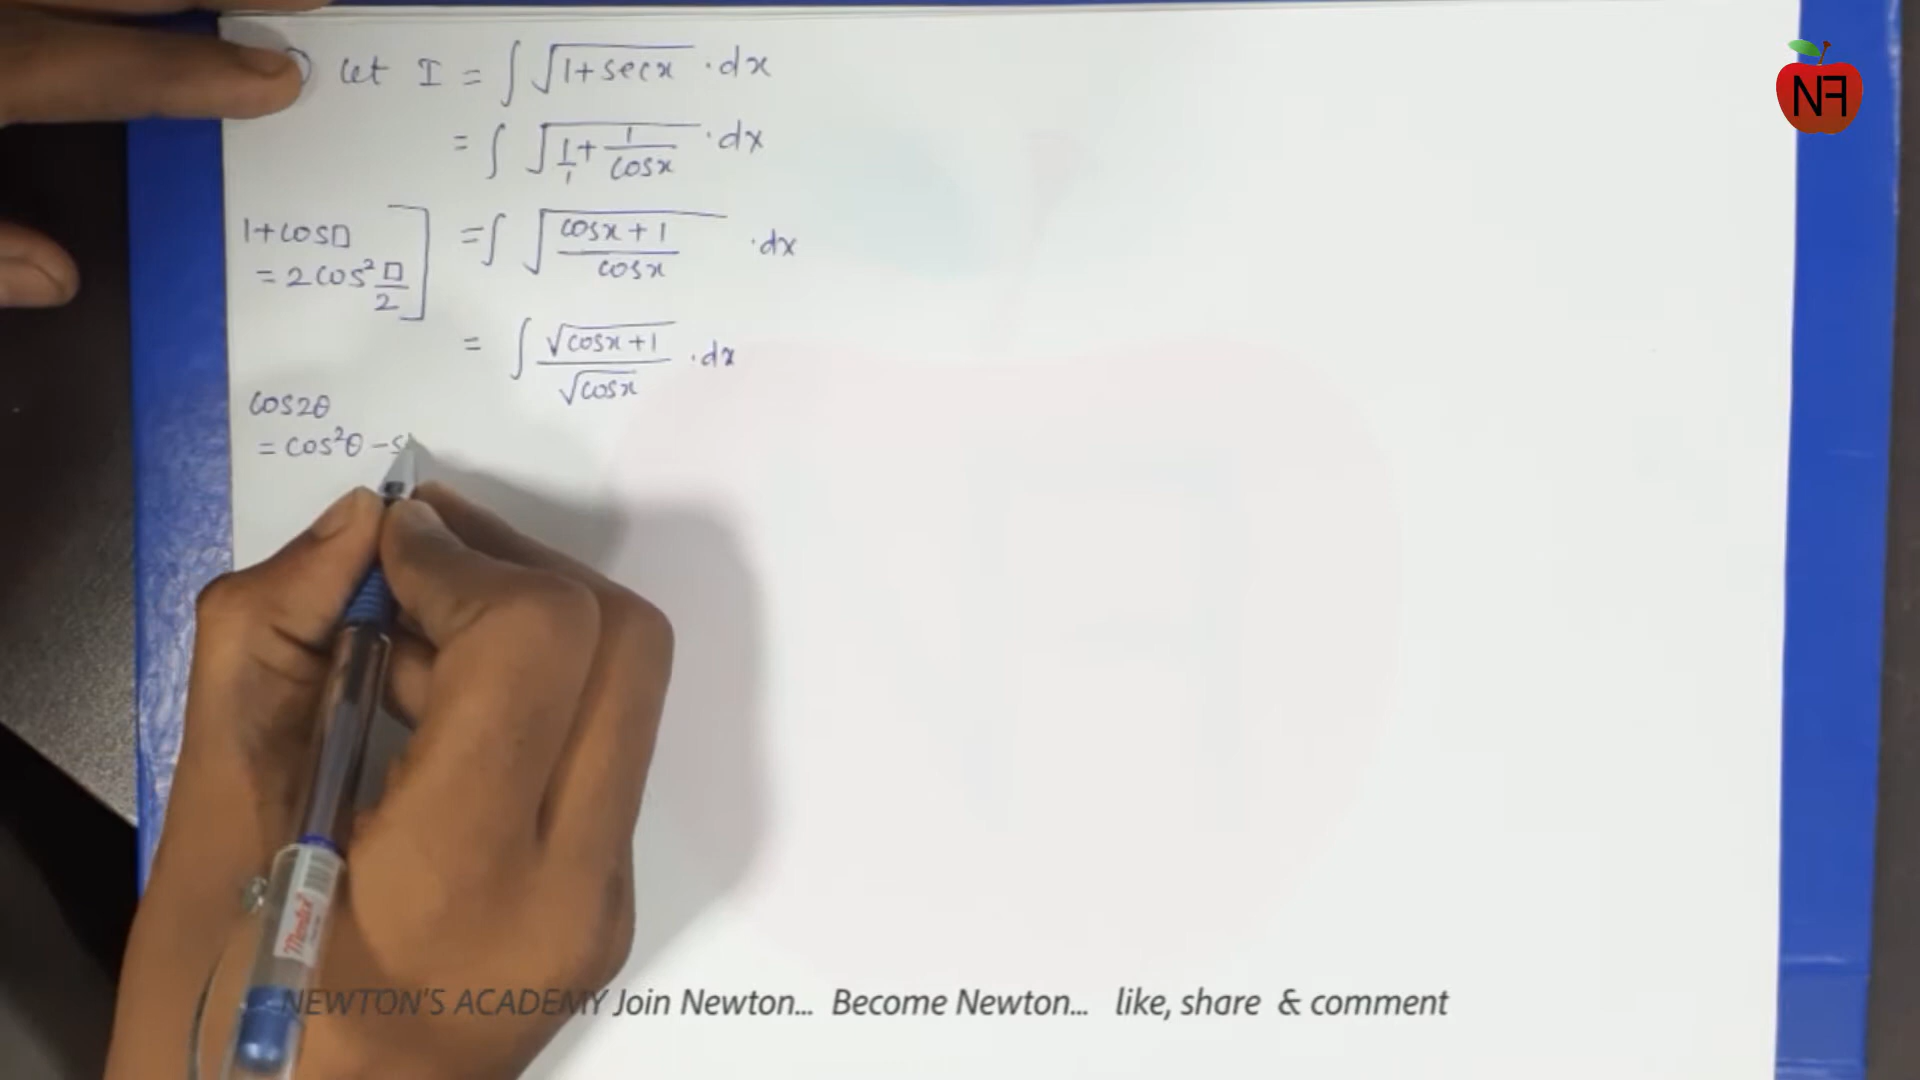 let I = ∫ √(1+secx) .dx
= ∫ √(1/1 + 1/cosx) .dx
1+cos□
= 2cos² □/2
= ∫ √((cosx+1)/cosx) .dx
= ∫ √(cosx+1)/√cosx .dx
cos2θ
= cos²θ - s
NF
Mentol
NEWTON'S ACADEMY Join Newton... Become Newton... like, share & comment